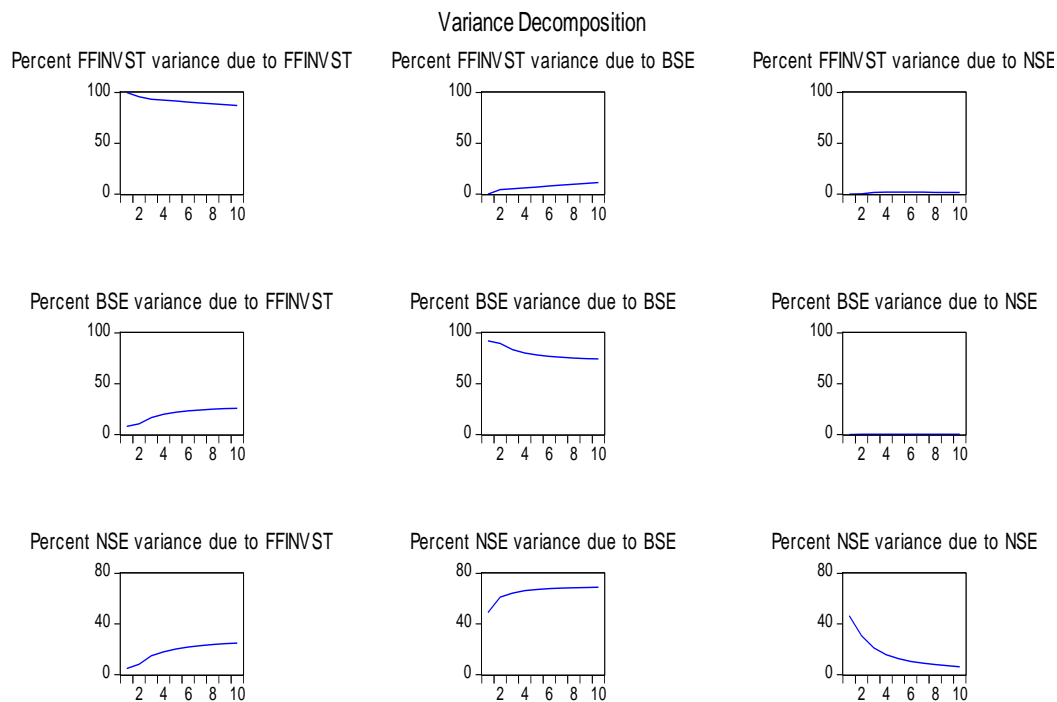 Variance Decomposition
Percent FFINVST variance due to FFINVST
100
50
0
2 4 6 8 10
Percent FFINVST variance due to BSE
100
50
0
2 4 6 8 10
Percent FFINVST variance due to NSE
100
50
0
2 4 6 8 10
Percent BSE variance due to FFINVST
100
50
0
2 4 6 8 10
Percent BSE variance due to BSE
100
50
0
2 4 6 8 10
Percent BSE variance due to NSE
100
50
0
2 4 6 8 10
Percent NSE variance due to FFINVST
80
40
0
2 4 6 8 10
Percent NSE variance due to BSE
80
40
0
2 4 6 8 10
Percent NSE variance due to NSE
80
40
0
2 4 6 8 10